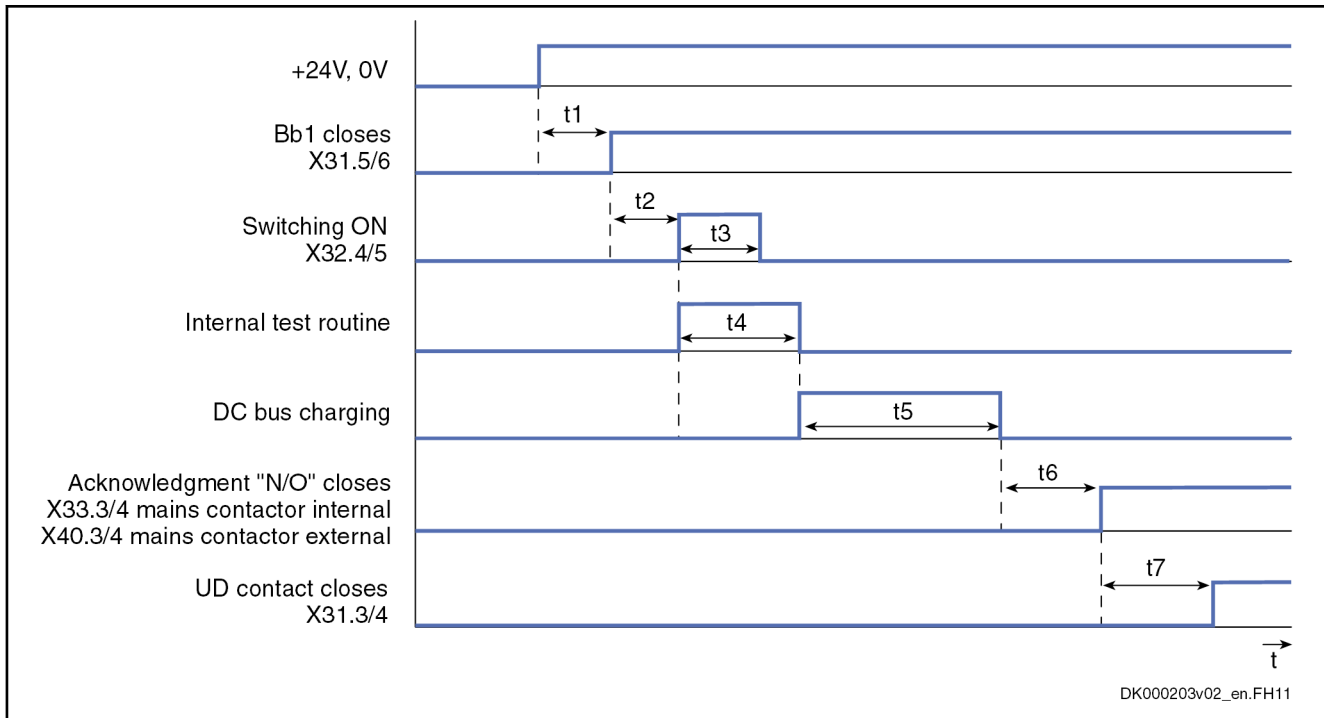 +24V, 0V
t1
Bb1 closes
X31.5/6
t2
Switching ON
X32.4/5
t3
Internal test routine
t4
DC bus charging
t5
Acknowledgment "N/O" closes
X33.3/4 mains contactor internal
X40.3/4 mains contactor external
t6
UD contact closes
X31.3/4
t7
t
DK000203v02_en.FH11